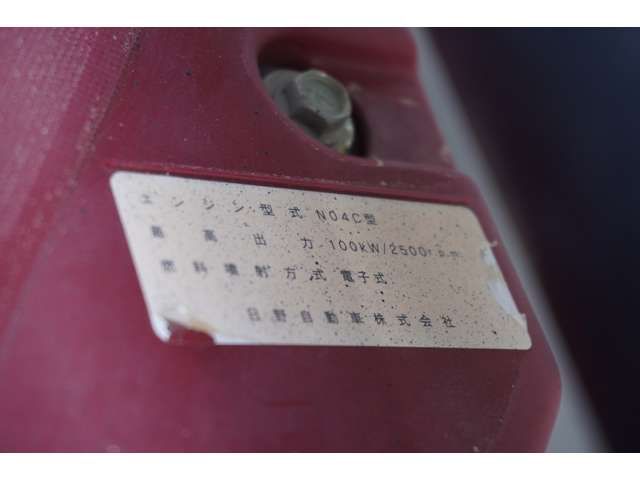 エンジン型式 N04C型
最高出力 100kW/2500r.p.m
燃料噴射方式 電子式
日野自動車株式会社